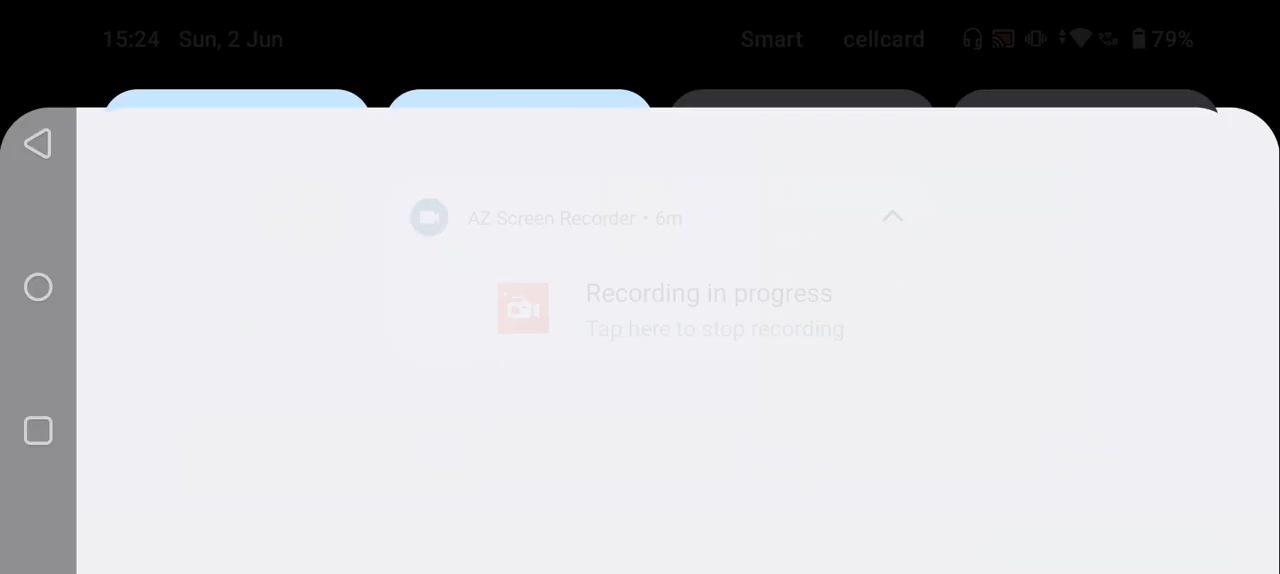 15:24 Sun, 2 Jun Smart cellcard 79%
AZ Screen Recorder • 6m
Recording in progress
Tap here to stop recording